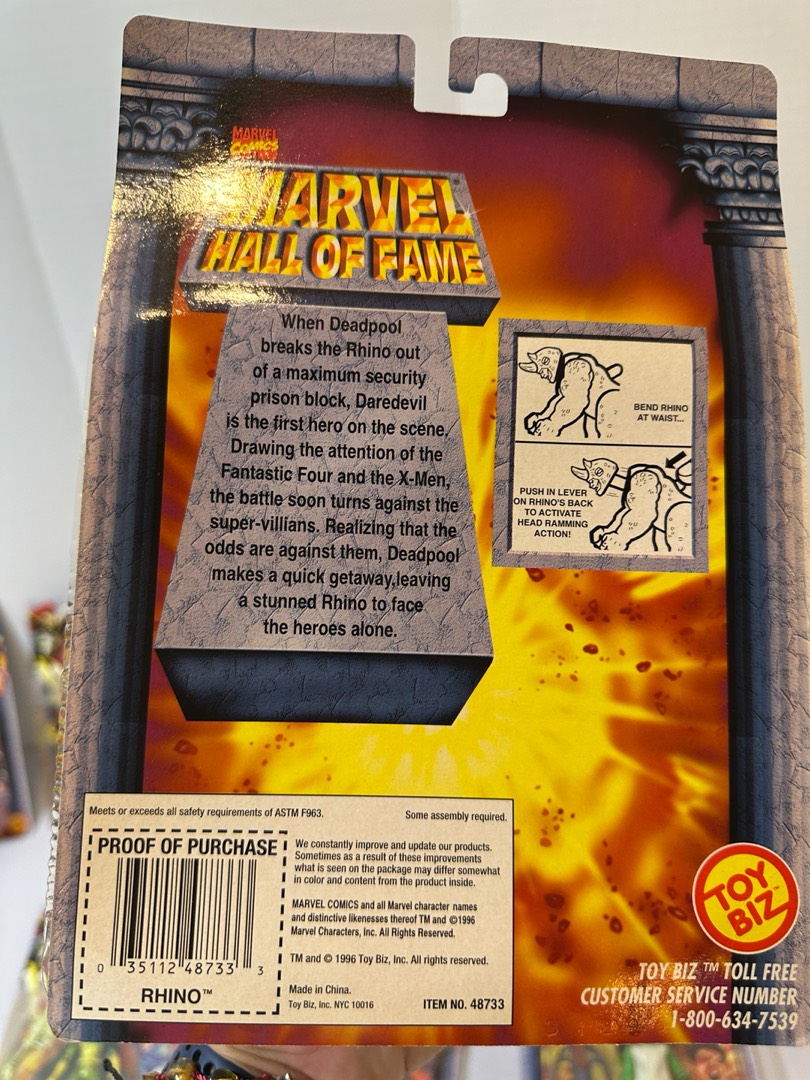 MARVEL
COMICS
MARVEL
HALL OF FAME
When Deadpool
breaks the Rhino out
of a maximum security
prison block, Daredevil
is the first hero on the scene.
Drawing the attention of the
Fantastic Four and the X-Men,
the battle soon turns against the
super-villians. Realizing that the
odds are against them, Deadpool
makes a quick getaway,leaving
a stunned Rhino to face
the heroes alone.
BEND RHINO
AT WAIST...
PUSH IN LEVER
ON RHINO'S BACK
TO ACTIVATE
HEAD RAMMING
ACTION!
Meets or exceeds all safety requirements of ASTM F963.
Some assembly required.
PROOF OF PURCHASE
0 35112 48733 3
RHINO™
We constantly improve and update our products.
Sometimes as a result of these improvements
what is seen on the package may differ somewhat
in color and content from the product inside.
MARVEL COMICS and all Marvel character names
and distinctive likenesses thereof TM and ©1996
Marvel Characters, Inc. All Rights Reserved.
TM and © 1996 Toy Biz, Inc. All rights reserved.
Made in China.
Toy Biz, Inc. NYC 10016
ITEM NO. 48733
TOY
BIZ™
TOY BIZ ™ TOLL FREE
CUSTOMER SERVICE NUMBER
1-800-634-7539